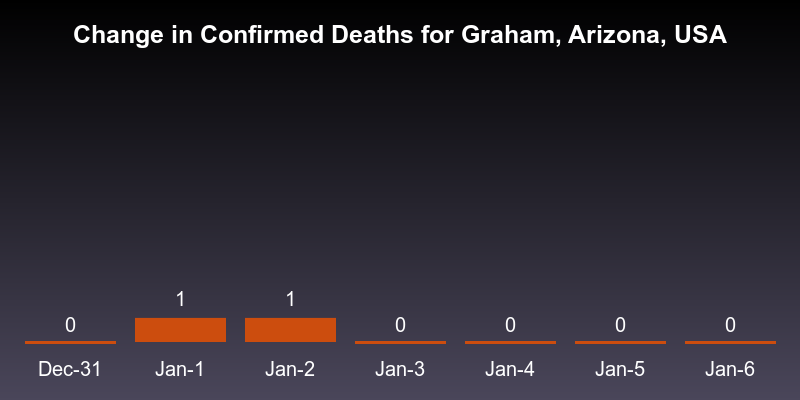 Change in Confirmed Deaths for Graham, Arizona, USA
0 1 1 0 0 0 0
Dec-31 Jan-1 Jan-2 Jan-3 Jan-4 Jan-5 Jan-6